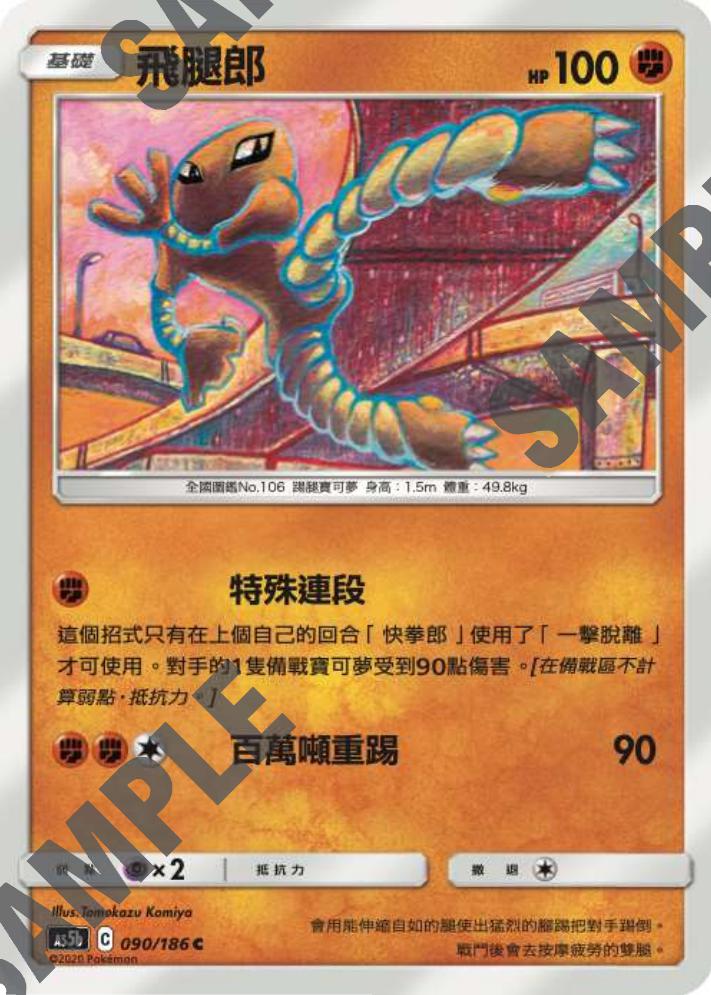 基礎 飛腿郎 HP 100
全國圖鑑No.106 踢腿寶可夢 身高：1.5m 體重：49.8kg
特殊連段
這個招式只有在上個自己的回合「快拳郎」使用了「一擊脫離」
才可使用。對手的1隻備戰寶可夢受到90點傷害。[在備戰區不計
算弱點・抵抗力。]
百萬噸重踢 90
弱點 ×2 抵抗力 撤退
Illus. Tomokazu Komiya
AS5b C 090/186 C
©2020 Pokémon
會用能伸縮自如的腿使出猛烈的腳踢把對手踢倒。
戰鬥後會去按摩疲勞的雙腿。
SAMPLE
SAMPLE
SAMPLE